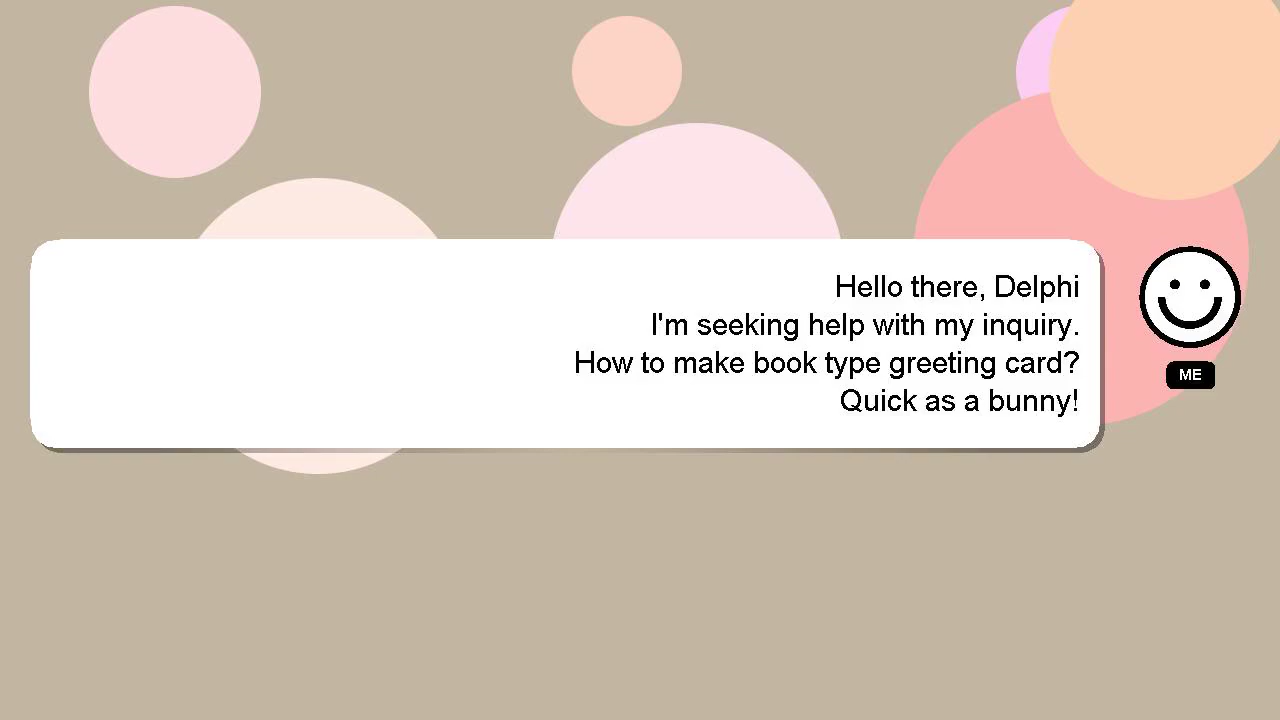 Hello there, Delphi
I'm seeking help with my inquiry.
How to make book type greeting card?
Quick as a bunny!
ME